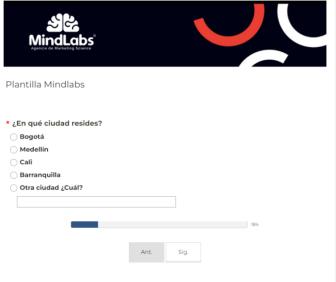 MindLabs
Agencia de Marketing Science
Plantilla Mindlabs
* ¿En qué ciudad resides?
Bogotá
Medellín
Cali
Barranquilla
Otra ciudad ¿Cuál?
Ant.
Sig.